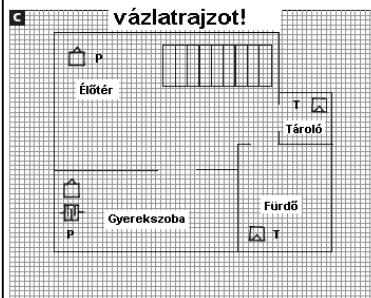 C
vázlatrajzot!
P
Élőtér
T
Tároló
Gyerekszoba
P
Fürdő
T